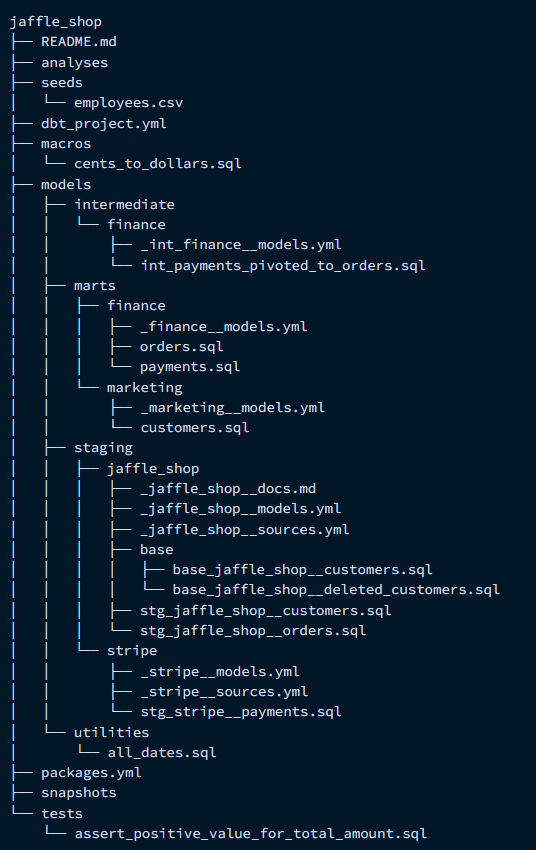 jaffle_shop
├── README.md
├── analyses
├── seeds
│   └── employees.csv
├── dbt_project.yml
├── macros
│   └── cents_to_dollars.sql
├── models
│   ├── intermediate
│   │   └── finance
│   │       ├── _int_finance__models.yml
│   │       └── int_payments_pivoted_to_orders.sql
│   ├── marts
│   │   ├── finance
│   │   │   ├── _finance__models.yml
│   │   │   ├── orders.sql
│   │   │   └── payments.sql
│   │   └── marketing
│   │       ├── _marketing__models.yml
│   │       └── customers.sql
│   ├── staging
│   │   ├── jaffle_shop
│   │   │   ├── _jaffle_shop__docs.md
│   │   │   ├── _jaffle_shop__models.yml
│   │   │   ├── _jaffle_shop__sources.yml
│   │   │   ├── base
│   │   │   │   ├── base_jaffle_shop__customers.sql
│   │   │   │   └── base_jaffle_shop__deleted_customers.sql
│   │   │   ├── stg_jaffle_shop__customers.sql
│   │   │   └── stg_jaffle_shop__orders.sql
│   │   └── stripe
│   │       ├── _stripe__models.yml
│   │       ├── _stripe__sources.yml
│   │       └── stg_stripe__payments.sql
│   └── utilities
│       └── all_dates.sql
├── packages.yml
├── snapshots
└── tests
    └── assert_positive_value_for_total_amount.sql